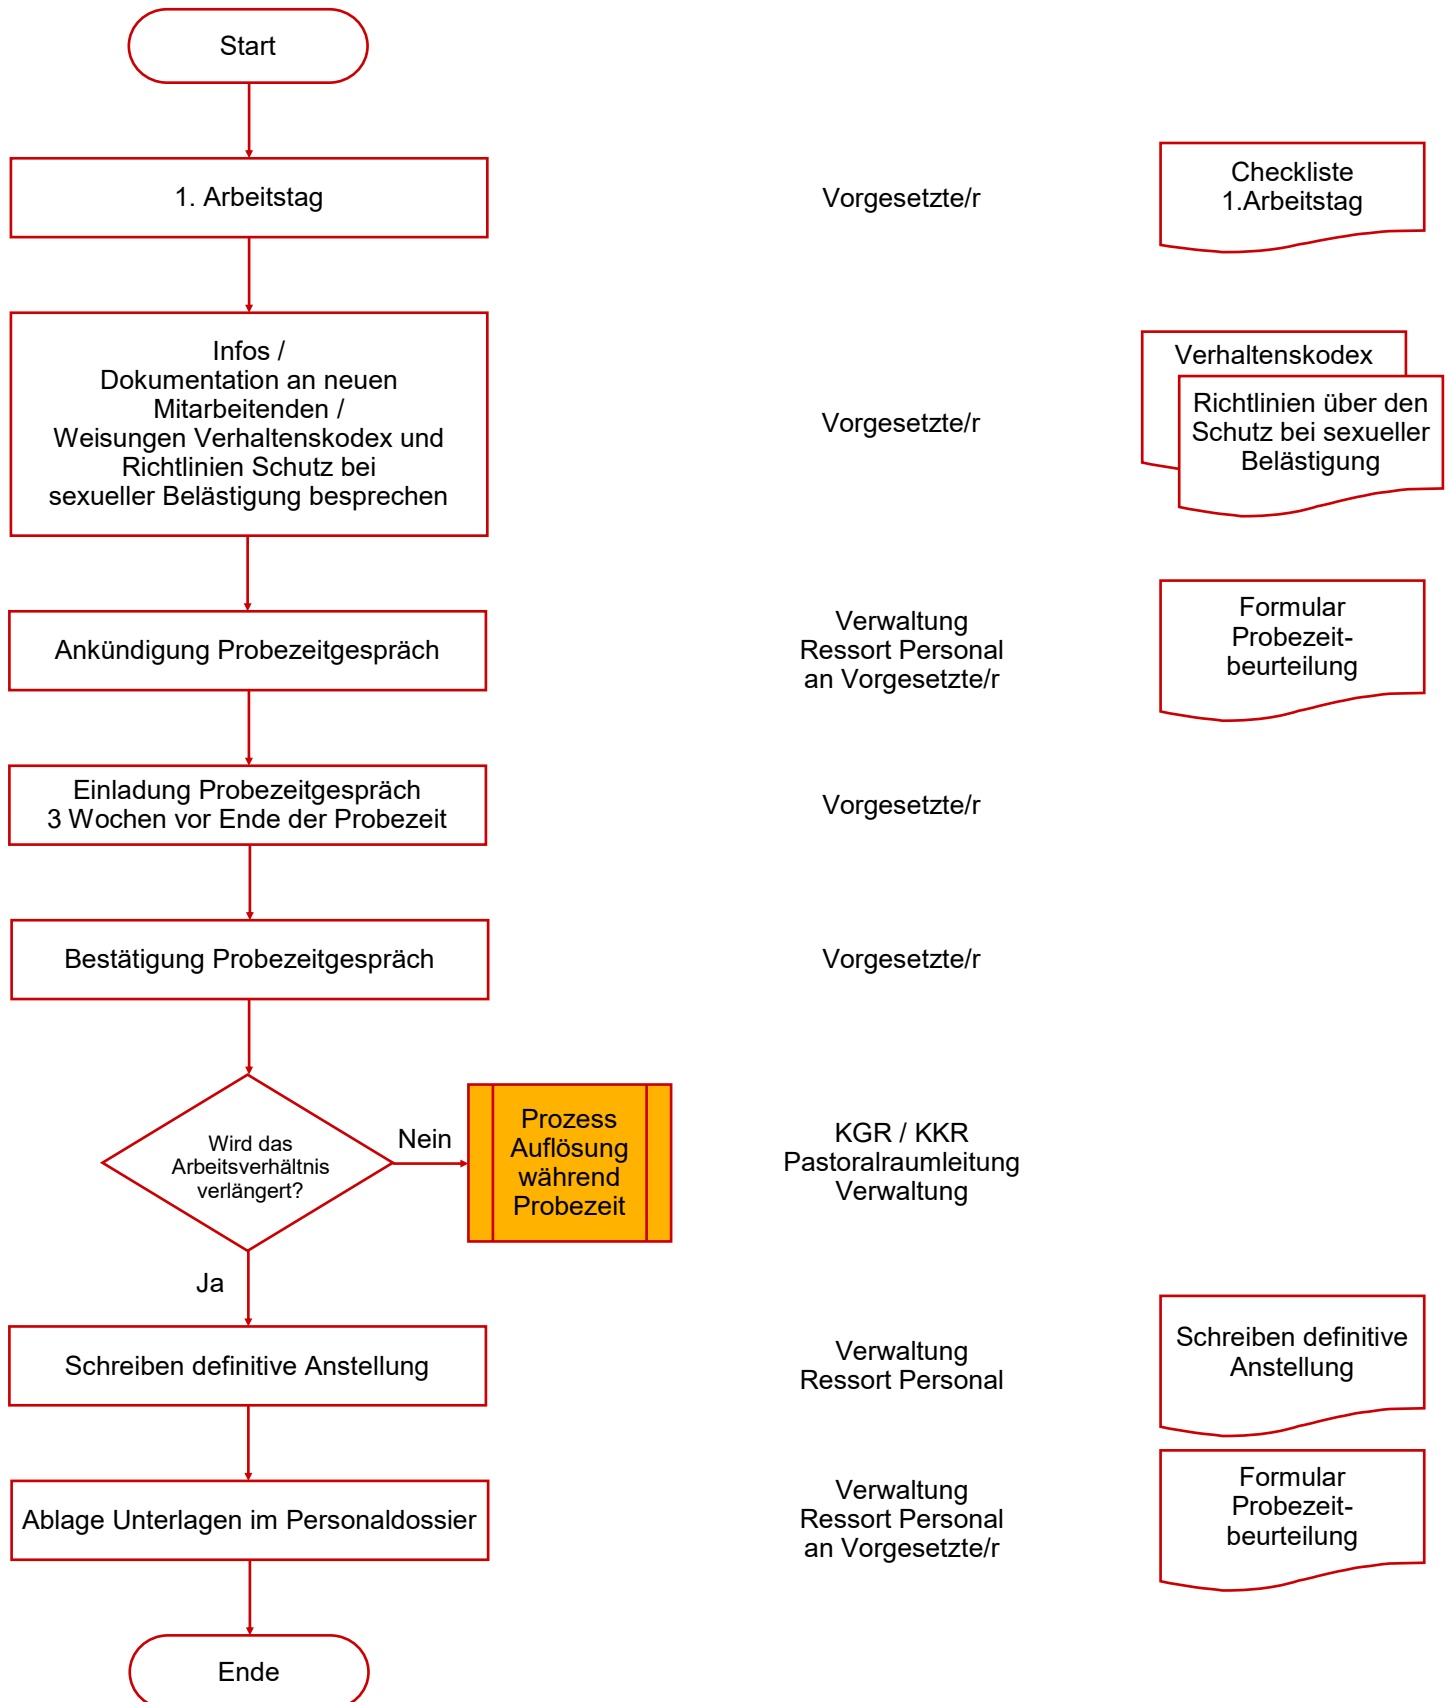 Start
1. Arbeitstag
Vorgesetzte/r
Checkliste
1.Arbeitstag
Infos /
Dokumentation an neuen
Mitarbeitenden /
Weisungen Verhaltenskodex und
Richtlinien Schutz bei
sexueller Belästigung besprechen
Vorgesetzte/r
Verhaltenskodex
Richtlinien über den
Schutz bei sexueller
Belästigung
Ankündigung Probezeitgespräch
Verwaltung
Ressort Personal
an Vorgesetzte/r
Formular
Probezeit-
beurteilung
Einladung Probezeitgespräch
3 Wochen vor Ende der Probezeit
Vorgesetzte/r
Bestätigung Probezeitgespräch
Vorgesetzte/r
Wird das
Arbeitsverhältnis
verlängert?
Nein
Prozess
Auflösung
während
Probezeit
KGR / KKR
Pastoralraumleitung
Verwaltung
Ja
Schreiben definitive Anstellung
Verwaltung
Ressort Personal
Schreiben definitive
Anstellung
Ablage Unterlagen im Personaldossier
Verwaltung
Ressort Personal
an Vorgesetzte/r
Formular
Probezeit-
beurteilung
Ende